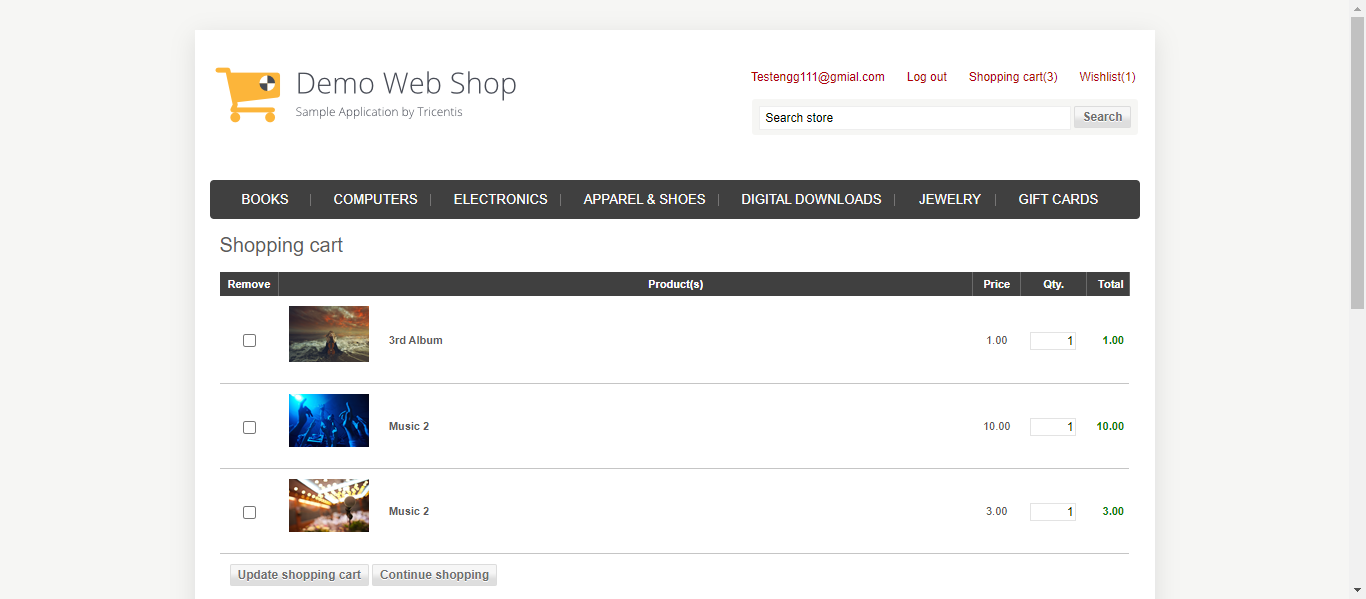 Demo Web Shop
Sample Application by Tricentis
Testengg111@gmial.com Log out Shopping cart(3) Wishlist(1)
Search store Search
BOOKS COMPUTERS ELECTRONICS APPAREL & SHOES DIGITAL DOWNLOADS JEWELRY GIFT CARDS
Shopping cart
Remove Product(s) Price Qty. Total
3rd Album 1.00 1 1.00
Music 2 10.00 1 10.00
Music 2 3.00 1 3.00
Update shopping cart Continue shopping